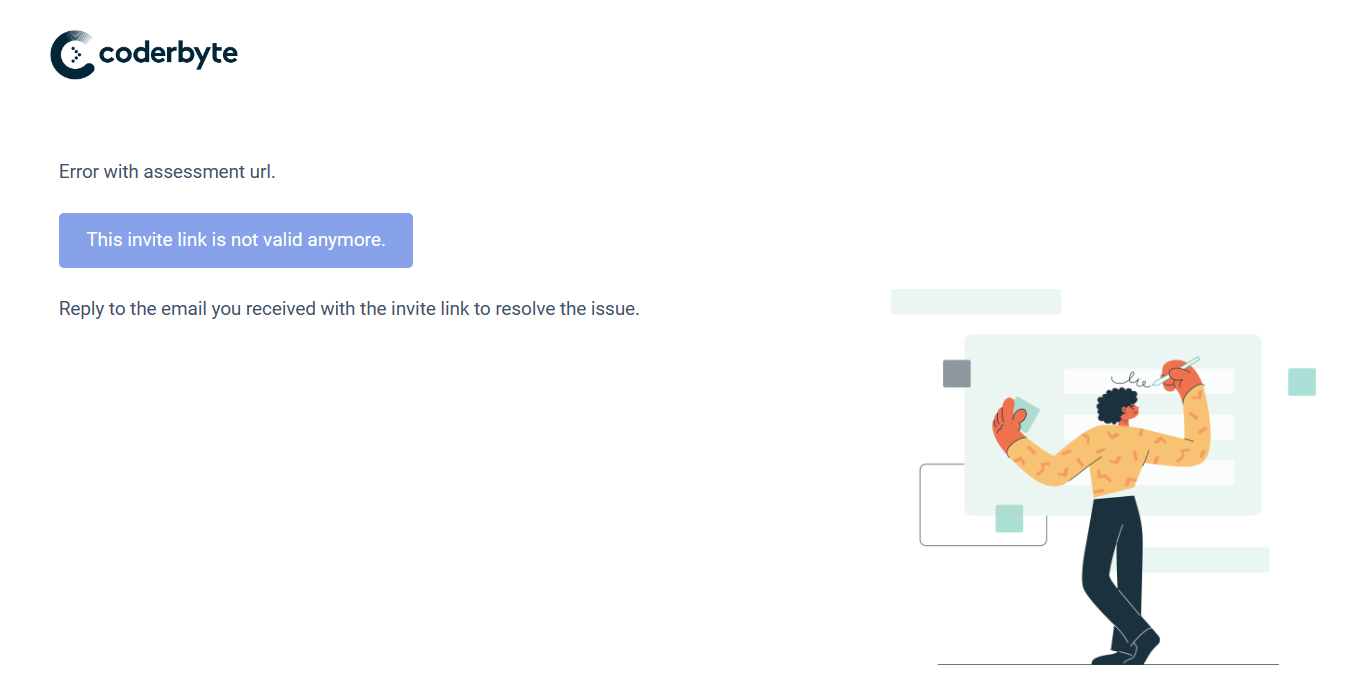 coderbyte
Error with assessment url.
This invite link is not valid anymore.
Reply to the email you received with the invite link to resolve the issue.